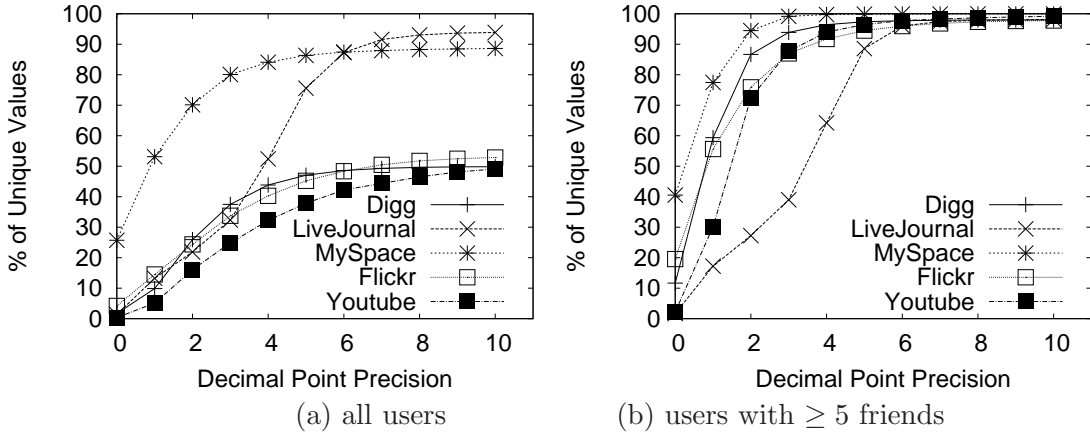 % of Unique Values
100
90
80
70
60
50
40
30
20
10
0
0 2 4 6 8 10
Decimal Point Precision
Digg
LiveJournal
MySpace
Flickr
Youtube
(a) all users
% of Unique Values
100
90
80
70
60
50
40
30
20
10
0
0 2 4 6 8 10
Decimal Point Precision
Digg
LiveJournal
MySpace
Flickr
Youtube
(b) users with ≥ 5 friends